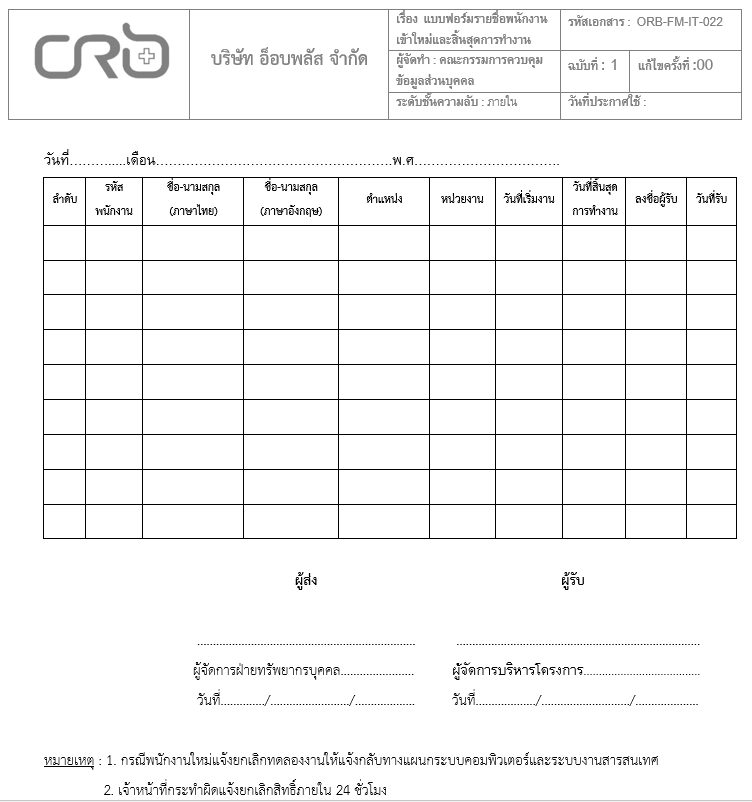 ORB
บริษัท อ็อบพลัส จำกัด
เรื่อง แบบฟอร์มรายชื่อพนักงาน
เข้าใหม่และสิ้นสุดการทำงาน
รหัสเอกสาร : ORB-FM-IT-022
ผู้จัดทำ : คณะกรรมการควบคุม
ข้อมูลส่วนบุคคล
ฉบับที่ : 1 แก้ไขครั้งที่ :00
ระดับชั้นความลับ : ภายใน วันที่ประกาศใช้ :
วันที่................เดือน.......................................................พ.ศ..................................
ลำดับ รหัส พนักงาน ชื่อ-นามสกุล (ภาษาไทย) ชื่อ-นามสกุล (ภาษาอังกฤษ) ตำแหน่ง หน่วยงาน วันที่เริ่มงาน วันที่สิ้นสุด การทำงาน ลงชื่อผู้รับ วันที่รับ
ผู้ส่ง ผู้รับ
...................................................................... ..............................................................................
ผู้จัดการฝ่ายทรัพยากรบุคคล....................... ผู้จัดการบริหารโตรงการ.....................................
วันที่............../........................./................... วันที่.................../............................/....................
หมายเหตุ : 1. กรณีพนักงานใหม่แจ้งยกเลิกทดลองงานให้แจ้งกลับทางแผนกระบบคอมพิวเตอร์และระบบงานสารสนเทศ
2. เจ้าหน้าที่กระทำผิดแจ้งยกเลิกสิทธิ์ภายใน 24 ชั่วโมง